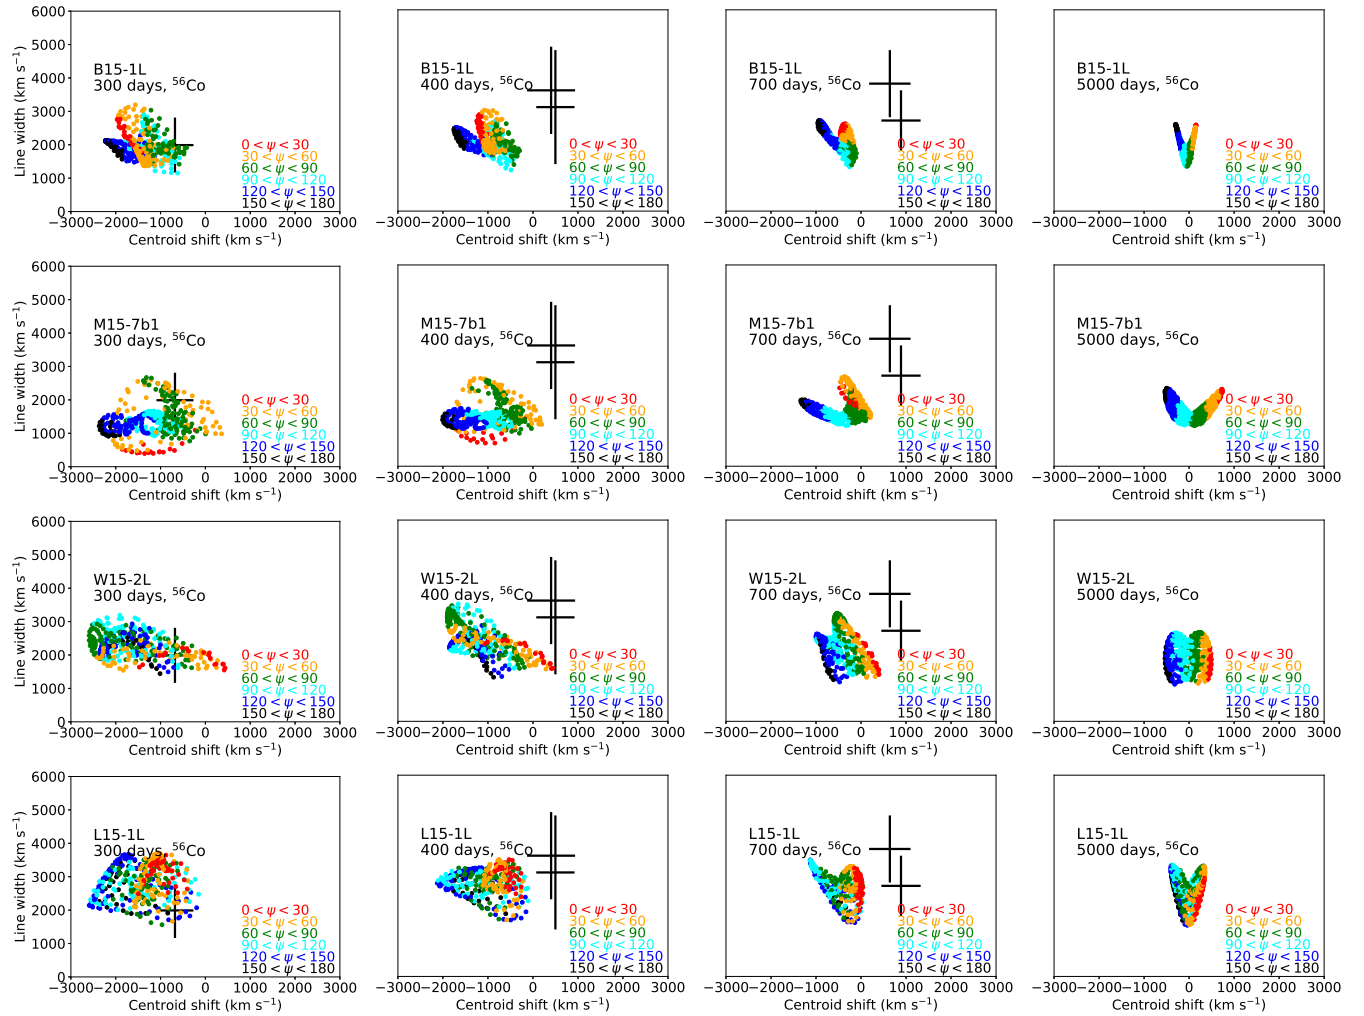 6000
5000
4000
3000
2000
1000
0
Line width (km s⁻¹)
B15-1L
300 days, ⁵⁶Co
0 < ψ < 30
30 < ψ < 60
60 < ψ < 90
90 < ψ < 120
120 < ψ < 150
150 < ψ < 180
−3000 −2000 −1000 0 1000 2000 3000
Centroid shift (km s⁻¹)
B15-1L
400 days, ⁵⁶Co
0 < ψ < 30
30 < ψ < 60
60 < ψ < 90
90 < ψ < 120
120 < ψ < 150
150 < ψ < 180
−3000 −2000 −1000 0 1000 2000 3000
Centroid shift (km s⁻¹)
B15-1L
700 days, ⁵⁶Co
0 < ψ < 30
30 < ψ < 60
60 < ψ < 90
90 < ψ < 120
120 < ψ < 150
150 < ψ < 180
−3000 −2000 −1000 0 1000 2000 3000
Centroid shift (km s⁻¹)
B15-1L
5000 days, ⁵⁶Co
0 < ψ < 30
30 < ψ < 60
60 < ψ < 90
90 < ψ < 120
120 < ψ < 150
150 < ψ < 180
−3000 −2000 −1000 0 1000 2000 3000
Centroid shift (km s⁻¹)
6000
5000
4000
3000
2000
1000
0
Line width (km s⁻¹)
M15-7b1
300 days, ⁵⁶Co
0 < ψ < 30
30 < ψ < 60
60 < ψ < 90
90 < ψ < 120
120 < ψ < 150
150 < ψ < 180
−3000 −2000 −1000 0 1000 2000 3000
Centroid shift (km s⁻¹)
M15-7b1
400 days, ⁵⁶Co
0 < ψ < 30
30 < ψ < 60
60 < ψ < 90
90 < ψ < 120
120 < ψ < 150
150 < ψ < 180
−3000 −2000 −1000 0 1000 2000 3000
Centroid shift (km s⁻¹)
M15-7b1
700 days, ⁵⁶Co
0 < ψ < 30
30 < ψ < 60
60 < ψ < 90
90 < ψ < 120
120 < ψ < 150
150 < ψ < 180
−3000 −2000 −1000 0 1000 2000 3000
Centroid shift (km s⁻¹)
M15-7b1
5000 days, ⁵⁶Co
0 < ψ < 30
30 < ψ < 60
60 < ψ < 90
90 < ψ < 120
120 < ψ < 150
150 < ψ < 180
−3000 −2000 −1000 0 1000 2000 3000
Centroid shift (km s⁻¹)
6000
5000
4000
3000
2000
1000
0
Line width (km s⁻¹)
W15-2L
300 days, ⁵⁶Co
0 < ψ < 30
30 < ψ < 60
60 < ψ < 90
90 < ψ < 120
120 < ψ < 150
150 < ψ < 180
−3000 −2000 −1000 0 1000 2000 3000
Centroid shift (km s⁻¹)
W15-2L
400 days, ⁵⁶Co
0 < ψ < 30
30 < ψ < 60
60 < ψ < 90
90 < ψ < 120
120 < ψ < 150
150 < ψ < 180
−3000 −2000 −1000 0 1000 2000 3000
Centroid shift (km s⁻¹)
W15-2L
700 days, ⁵⁶Co
0 < ψ < 30
30 < ψ < 60
60 < ψ < 90
90 < ψ < 120
120 < ψ < 150
150 < ψ < 180
−3000 −2000 −1000 0 1000 2000 3000
Centroid shift (km s⁻¹)
W15-2L
5000 days, ⁵⁶Co
0 < ψ < 30
30 < ψ < 60
60 < ψ < 90
90 < ψ < 120
120 < ψ < 150
150 < ψ < 180
−3000 −2000 −1000 0 1000 2000 3000
Centroid shift (km s⁻¹)
6000
5000
4000
3000
2000
1000
0
Line width (km s⁻¹)
L15-1L
300 days, ⁵⁶Co
0 < ψ < 30
30 < ψ < 60
60 < ψ < 90
90 < ψ < 120
120 < ψ < 150
150 < ψ < 180
−3000 −2000 −1000 0 1000 2000 3000
Centroid shift (km s⁻¹)
L15-1L
400 days, ⁵⁶Co
0 < ψ < 30
30 < ψ < 60
60 < ψ < 90
90 < ψ < 120
120 < ψ < 150
150 < ψ < 180
−3000 −2000 −1000 0 1000 2000 3000
Centroid shift (km s⁻¹)
L15-1L
700 days, ⁵⁶Co
0 < ψ < 30
30 < ψ < 60
60 < ψ < 90
90 < ψ < 120
120 < ψ < 150
150 < ψ < 180
−3000 −2000 −1000 0 1000 2000 3000
Centroid shift (km s⁻¹)
L15-1L
5000 days, ⁵⁶Co
0 < ψ < 30
30 < ψ < 60
60 < ψ < 90
90 < ψ < 120
120 < ψ < 150
150 < ψ < 180
−3000 −2000 −1000 0 1000 2000 3000
Centroid shift (km s⁻¹)